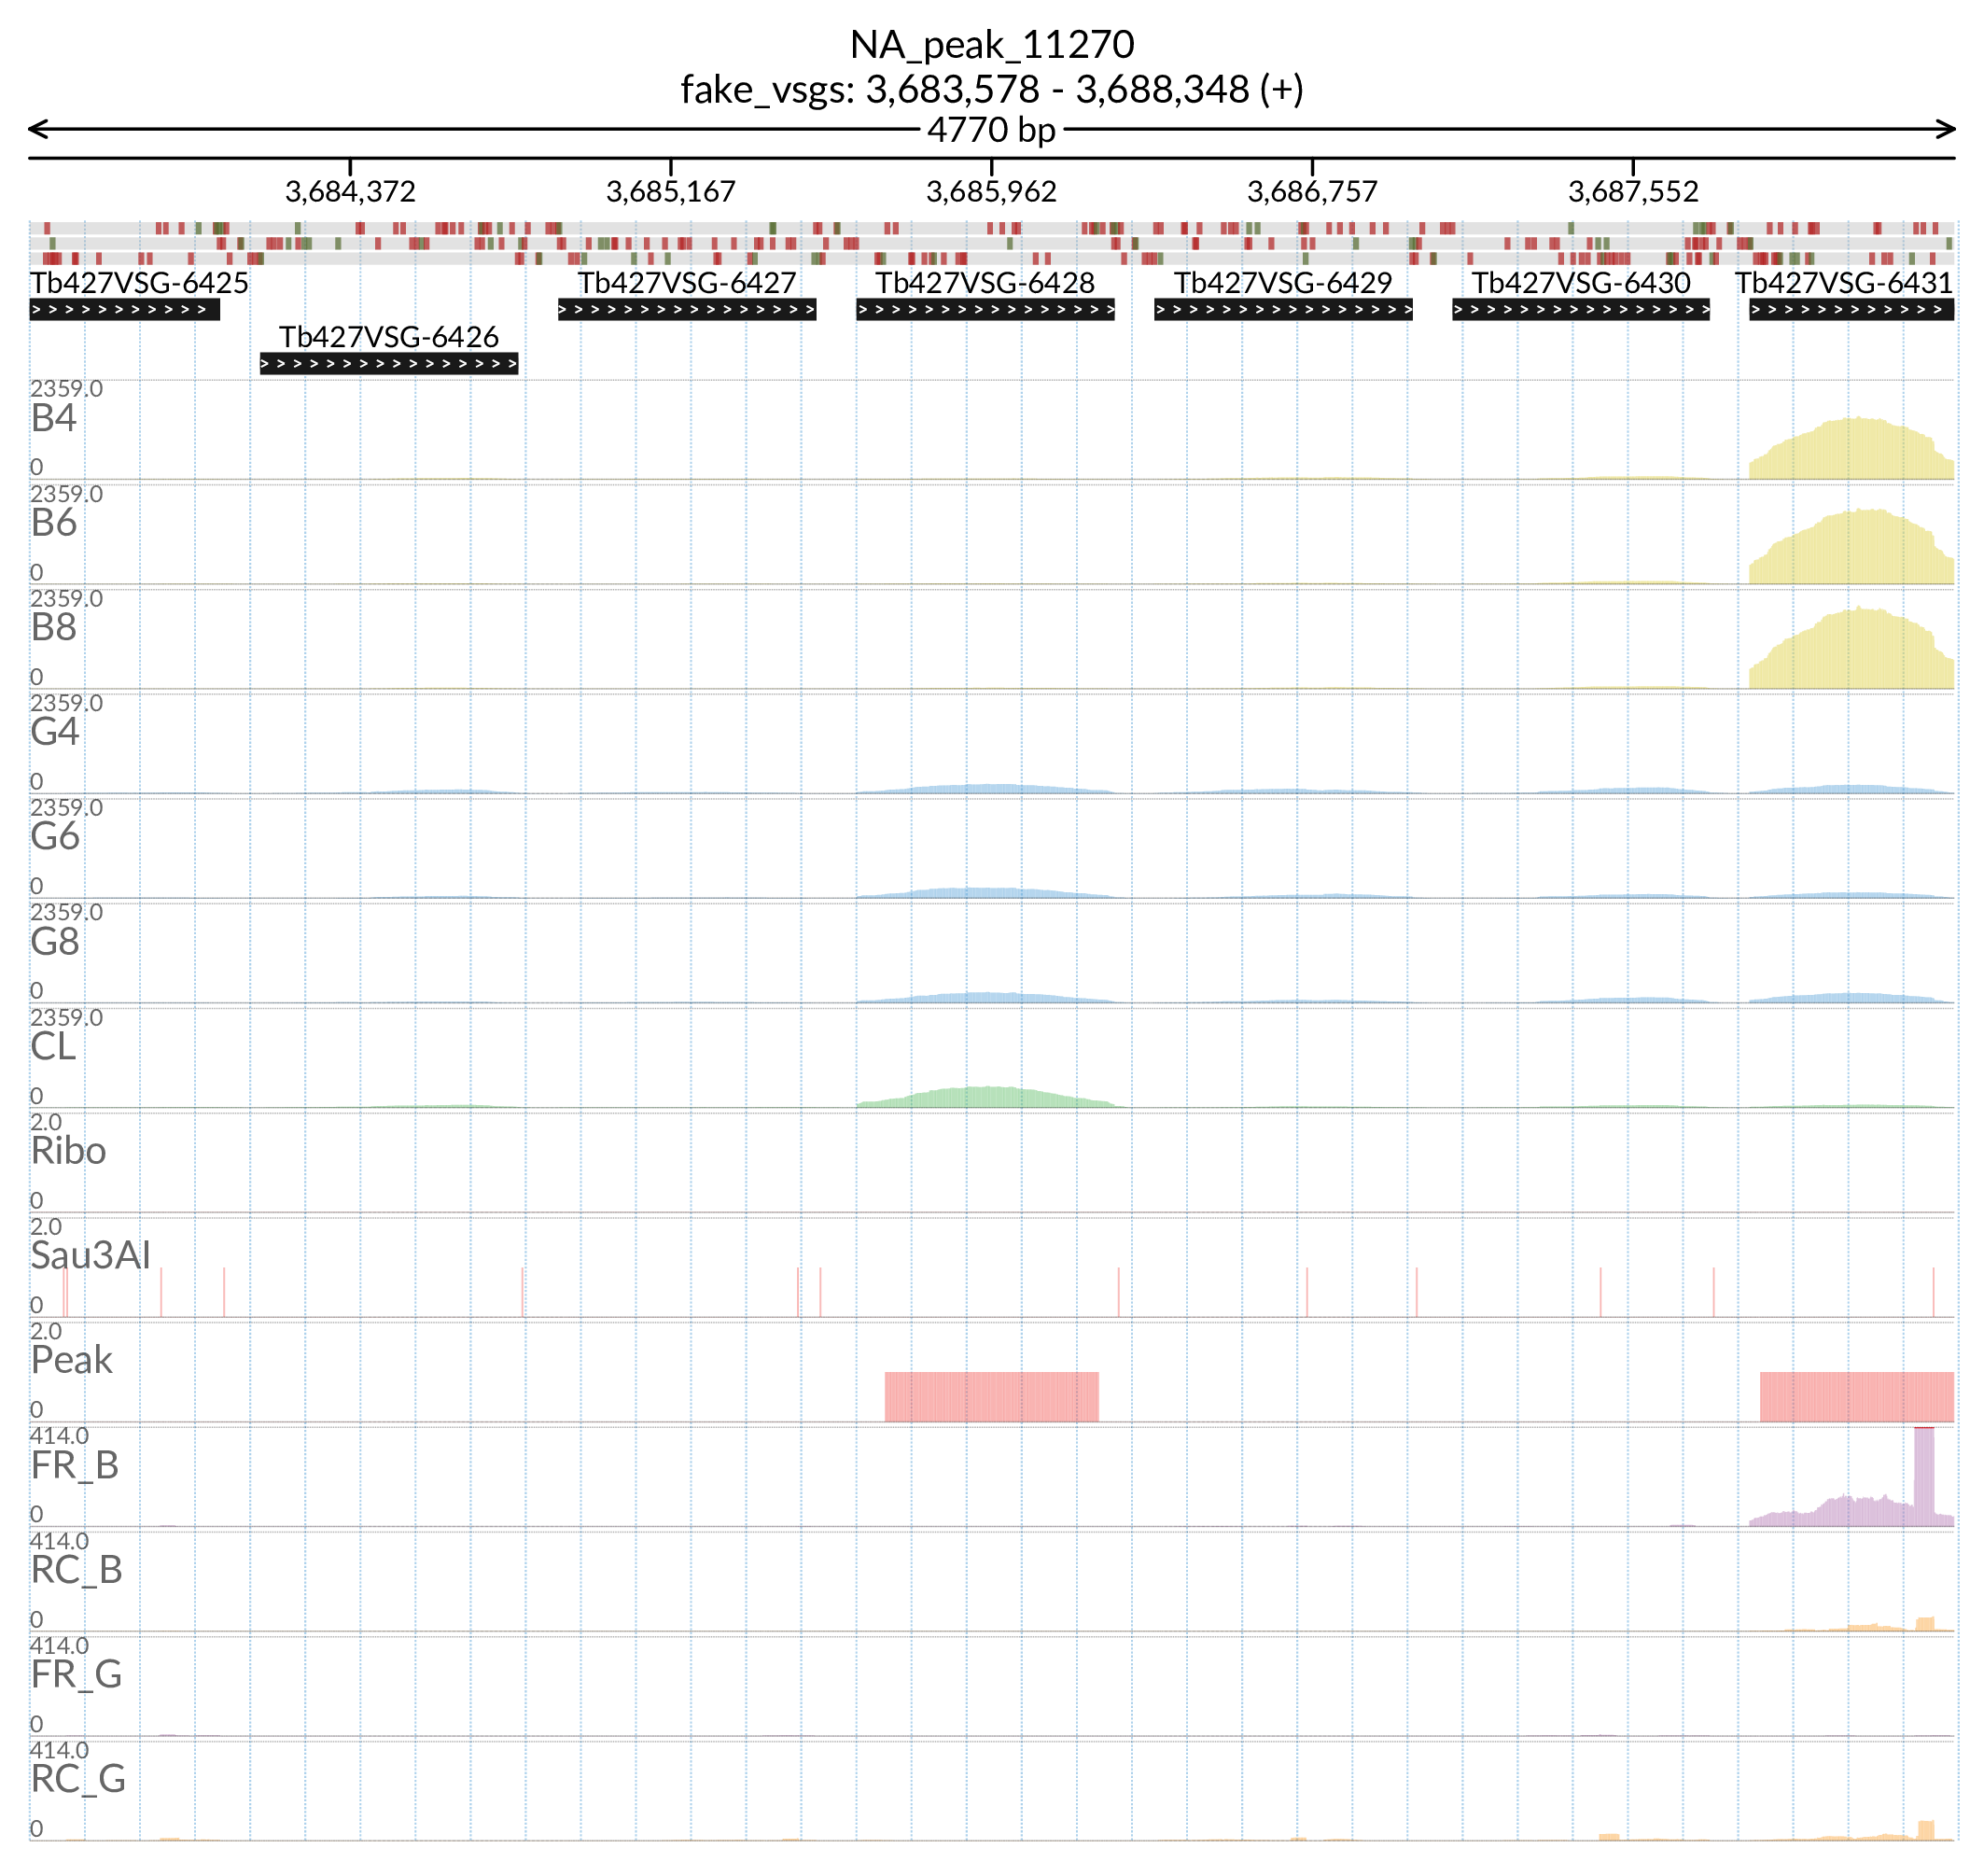 NA_peak_11270
fake_vsgs: 3,683,578 - 3,688,348 (+)
4770 bp
3,684,372 3,685,167 3,685,962 3,686,757 3,687,552
Tb427VSG-6425 Tb427VSG-6427 Tb427VSG-6428 Tb427VSG-6429 Tb427VSG-6430 Tb427VSG-6431
Tb427VSG-6426
2359.0
B4
0
2359.0
B6
0
2359.0
B8
0
2359.0
G4
0
2359.0
G6
0
2359.0
G8
0
2359.0
CL
0
2.0
Ribo
0
2.0
Sau3AI
0
2.0
Peak
0
414.0
FR_B
0
414.0
RC_B
0
414.0
FR_G
0
414.0
RC_G
0